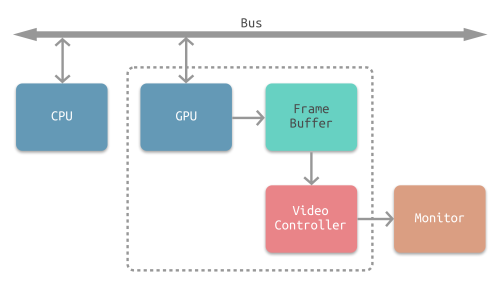 Bus
CPU
GPU
Frame
Buffer
Video
Controller
Monitor